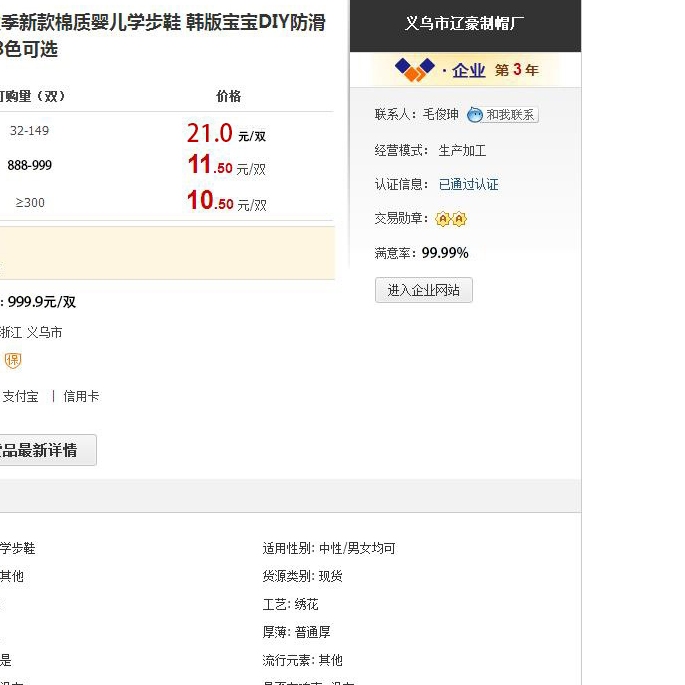 季新款棉质婴儿学步鞋 韩版宝宝DIY防滑
3色可选
订购量（双）
价格
32-149
21.0 元/双
888-999
11.50 元/双
≥300
10.50 元/双
: 999.9元/双
浙江 义乌市
保
支付宝 | 信用卡
品最新详情
学步鞋
适用性别: 中性/男女均可
其他
货源类别: 现货
工艺: 绣花
厚薄: 普通厚
是
流行元素: 其他
义乌市辽豪制帽厂
· 企业 第3年
联系人: 毛俊珅 和我联系
经营模式: 生产加工
认证信息: 已通过认证
交易勋章: A A
满意率: 99.99%
进入企业网站